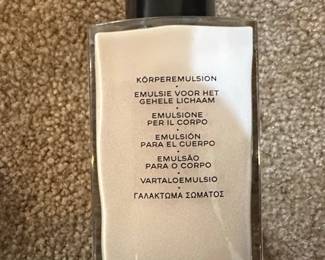 KÖRPEREMULSION
•
EMULSIE VOOR HET
GEHELE LICHAAM
•
EMULSIONE
PER IL CORPO
•
EMULSIÓN
PARA EL CUERPO
•
EMULSÃO
PARA O CORPO
•
VARTALOEMULSIO
•
ΓΑΛΑΚΤΩΜΑ ΣΩΜΑΤΟΣ